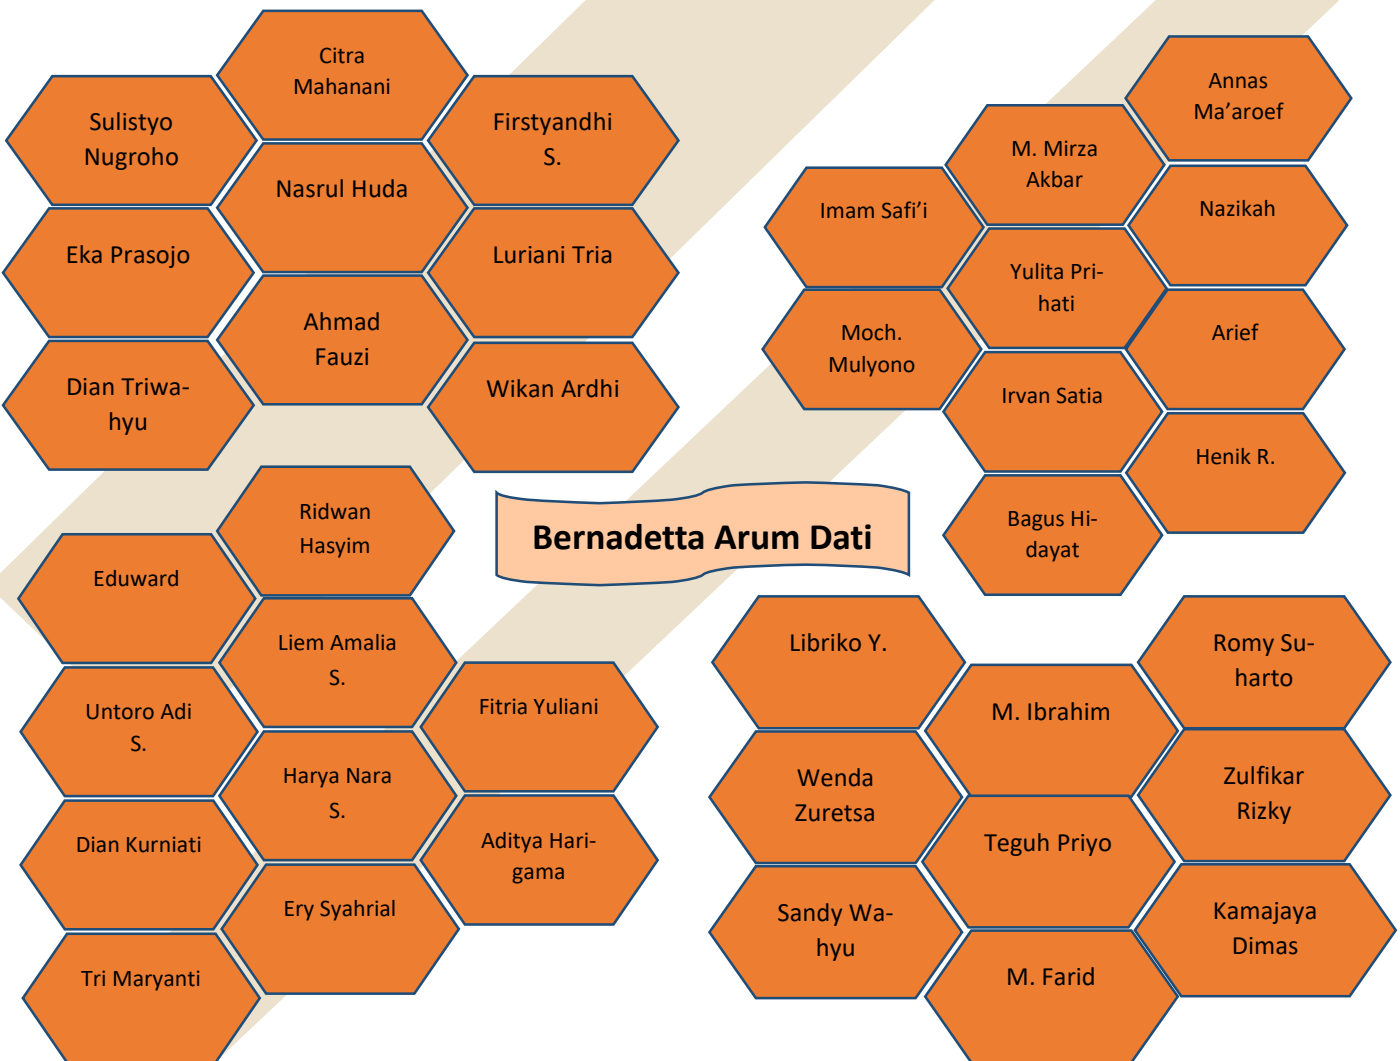 Citra
Mahanani
Sulistyo
Nugroho
Firstyandhi
S.
Nasrul Huda
Eka Prasojo
Luriani Tria
Ahmad
Fauzi
Dian Triwa-
hyu
Wikan Ardhi
Annas
Ma’aroef
M. Mirza
Akbar
Imam Safi’i
Nazikah
Yulita Pri-
hati
Moch.
Mulyono
Arief
Irvan Satia
Henik R.
Bagus Hi-
dayat
Bernadetta Arum Dati
Ridwan
Hasyim
Eduward
Liem Amalia
S.
Untoro Adi
S.
Fitria Yuliani
Harya Nara
S.
Dian Kurniati
Aditya Hari-
gama
Ery Syahrial
Tri Maryanti
Libriko Y.
Romy Su-
harto
M. Ibrahim
Wenda
Zuretsa
Zulfikar
Rizky
Teguh Priyo
Sandy Wa-
hyu
Kamajaya
Dimas
M. Farid